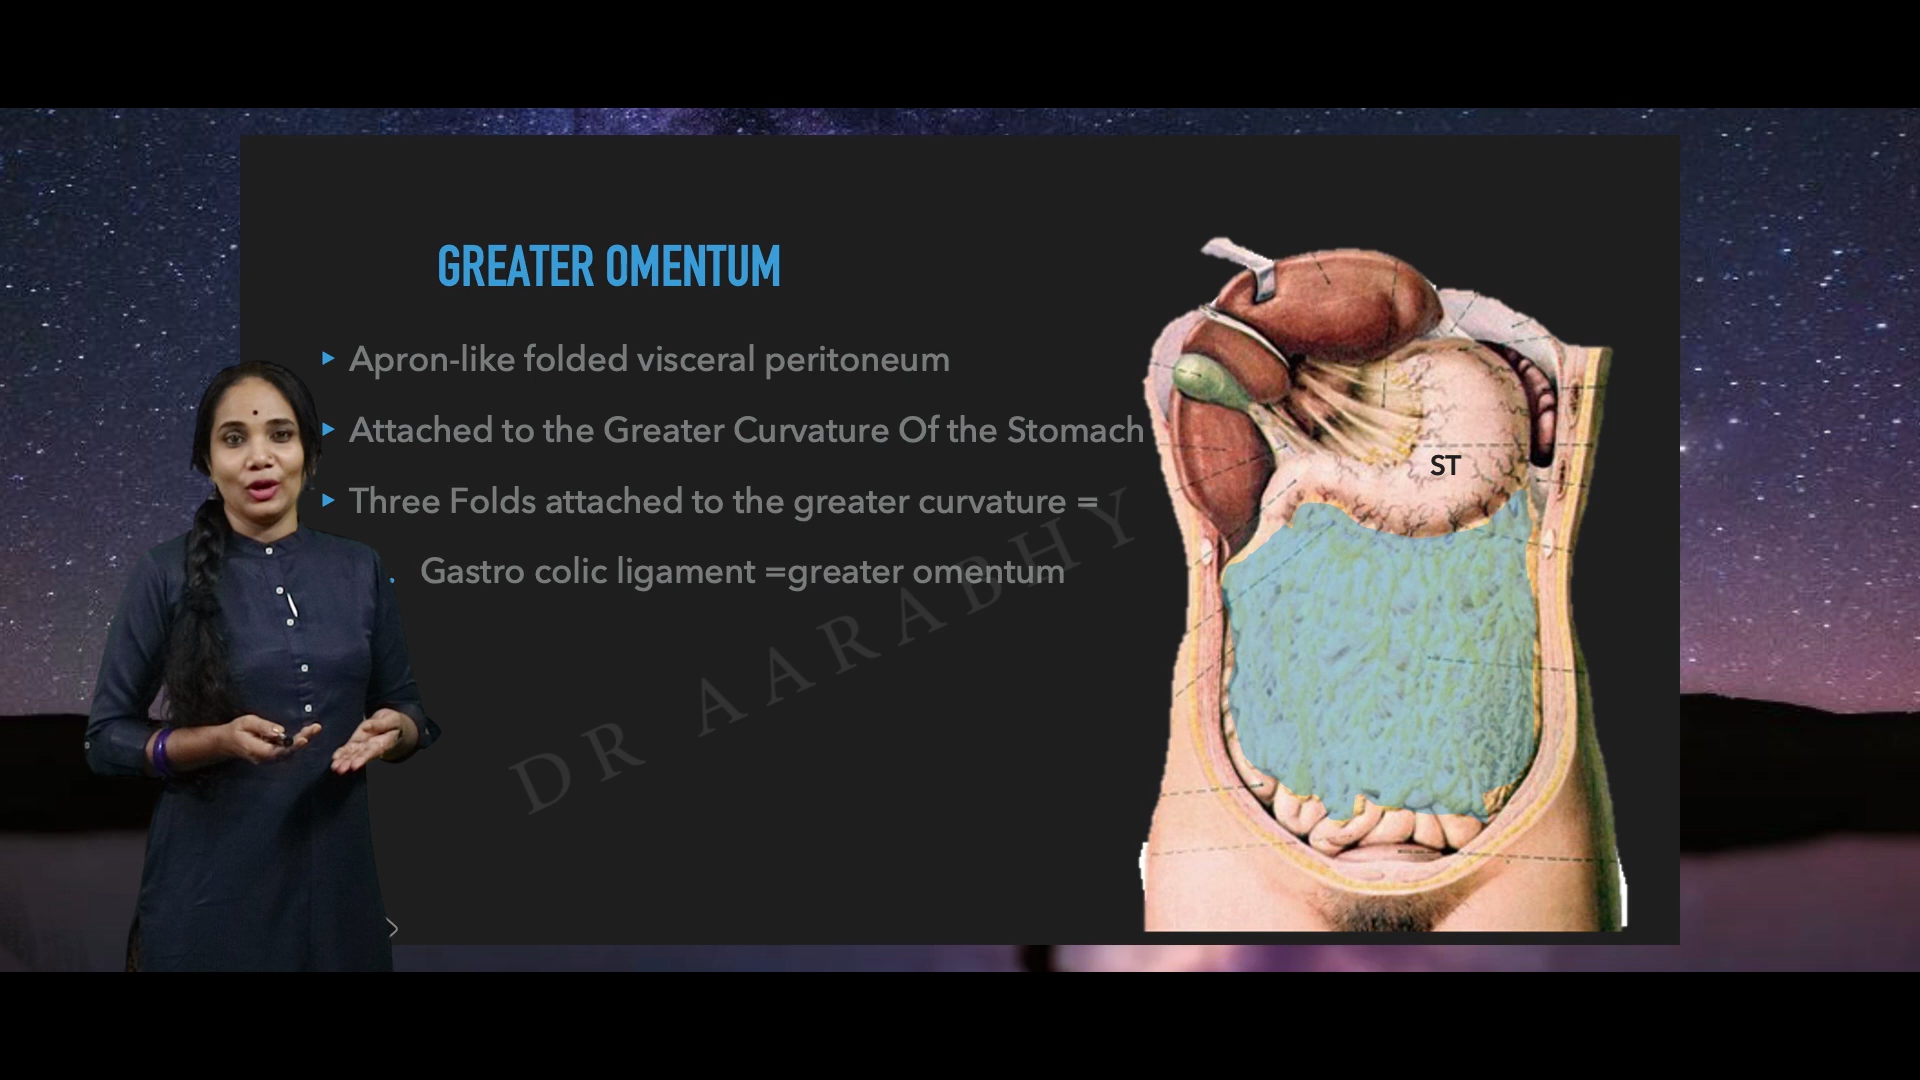 GREATER OMENTUM
Apron-like folded visceral peritoneum
Attached to the Greater Curvature Of the Stomach
Three Folds attached to the greater curvature =
Gastro colic ligament =greater omentum
ST
DR AARABHY